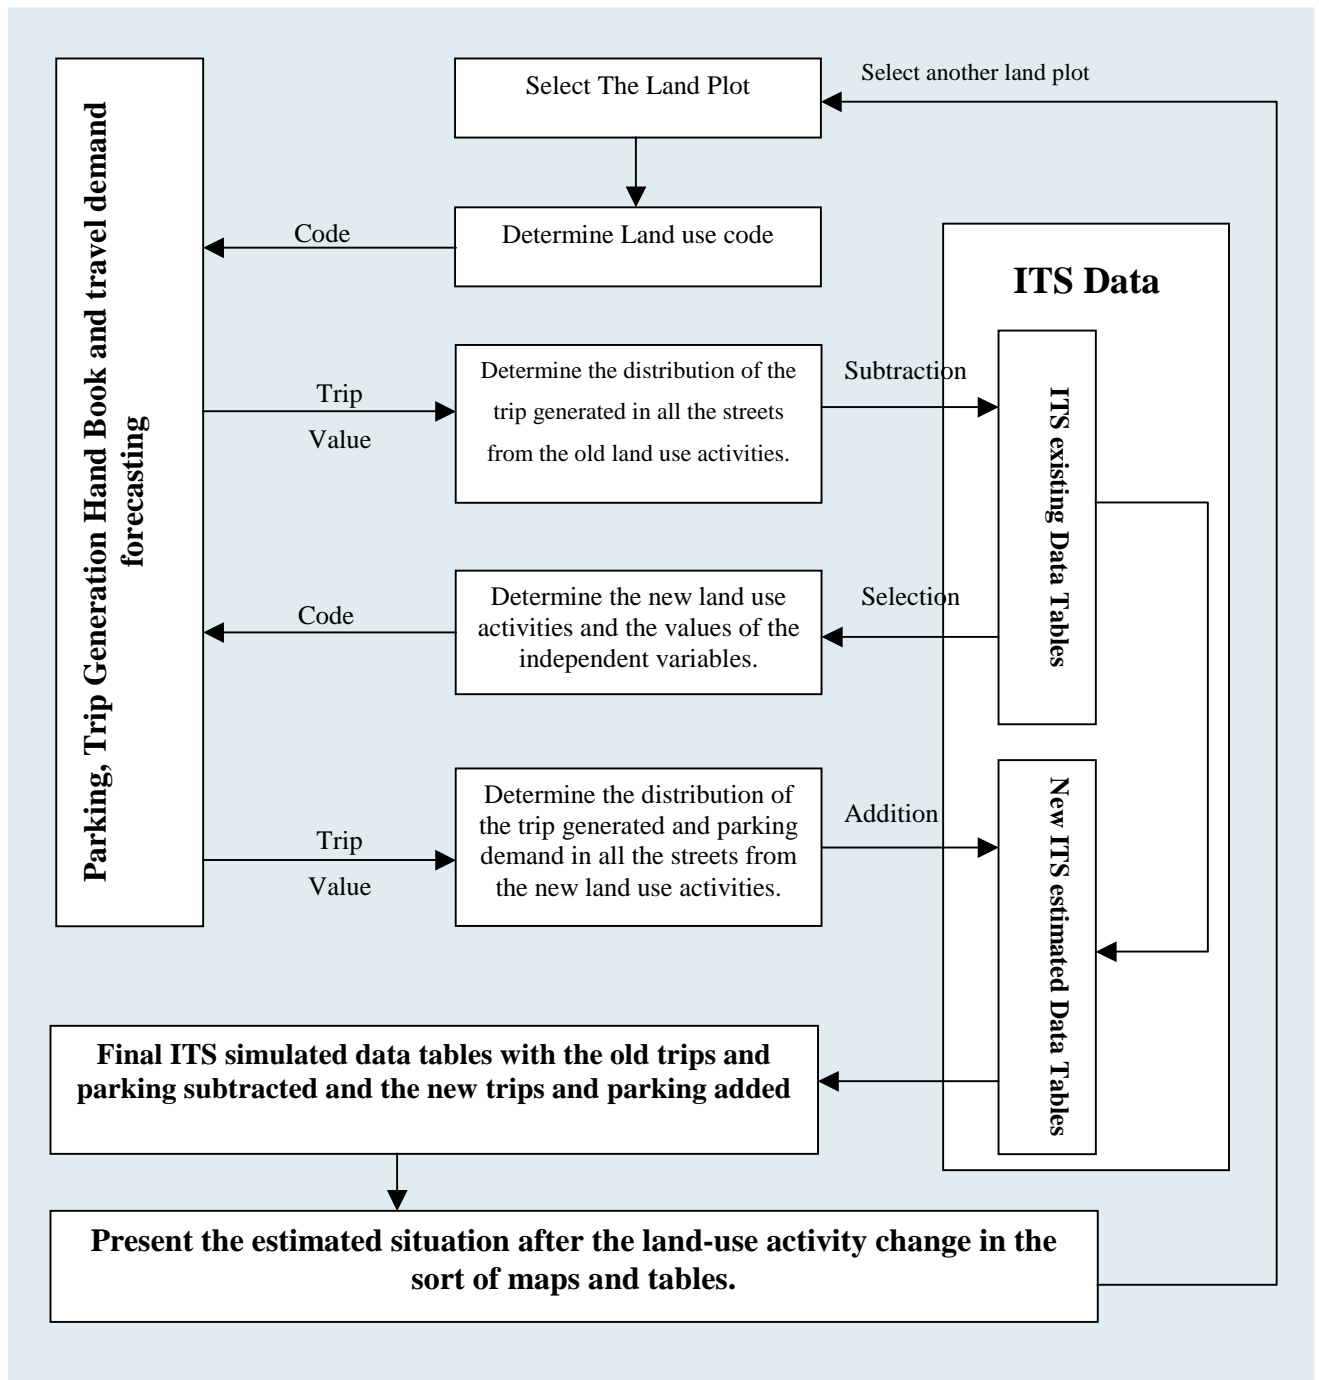 Select The Land Plot
Select another land plot
Determine Land use code
Code
Parking, Trip Generation Hand Book and travel demand
forecasting
ITS Data
Determine the distribution of the
trip generated in all the streets
from the old land use activities.
Trip
Value
Subtraction
ITS existing Data Tables
Determine the new land use
activities and the values of the
independent variables.
Code
Selection
Determine the distribution of
the trip generated and parking
demand in all the streets from
the new land use activities.
Trip
Value
Addition
New ITS estimated Data Tables
Final ITS simulated data tables with the old trips and
parking subtracted and the new trips and parking added
Present the estimated situation after the land-use activity change in the
sort of maps and tables.